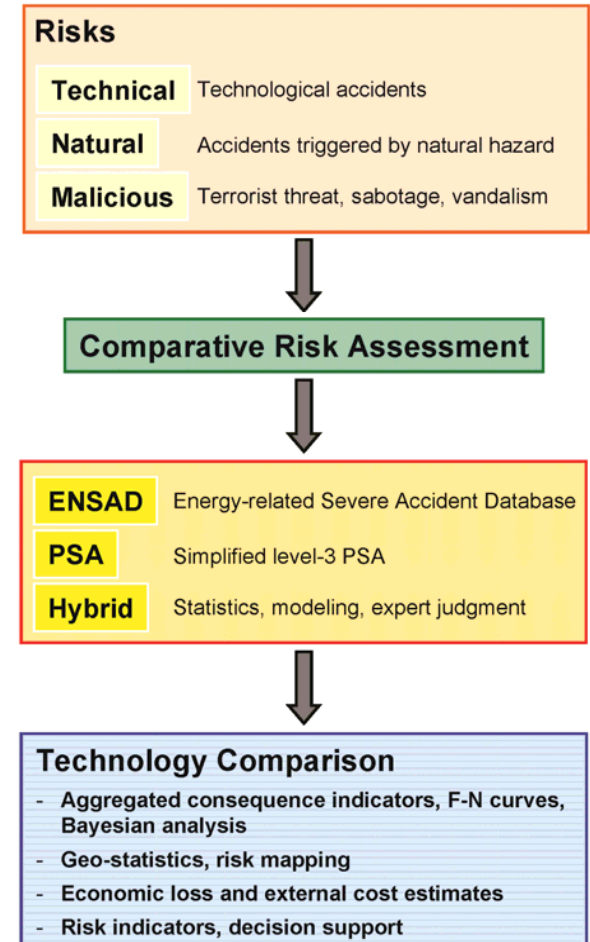 Risks
Technical Technological accidents
Natural Accidents triggered by natural hazard
Malicious Terrorist threat, sabotage, vandalism
Comparative Risk Assessment
ENSAD Energy-related Severe Accident Database
PSA Simplified level-3 PSA
Hybrid Statistics, modeling, expert judgment
Technology Comparison
- Aggregated consequence indicators, F-N curves,
Bayesian analysis
- Geo-statistics, risk mapping
- Economic loss and external cost estimates
- Risk indicators, decision support